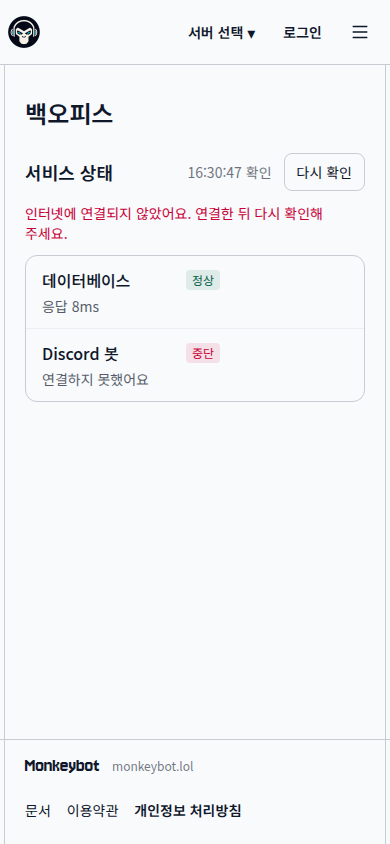 서버 선택 ▾
로그인
백오피스
서비스 상태
16:30:47 확인
다시 확인
인터넷에 연결되지 않았어요. 연결한 뒤 다시 확인해
주세요.
데이터베이스
정상
응답 8ms
Discord 봇
중단
연결하지 못했어요
Monkeybot
monkeybot.lol
문서
이용약관
개인정보 처리방침